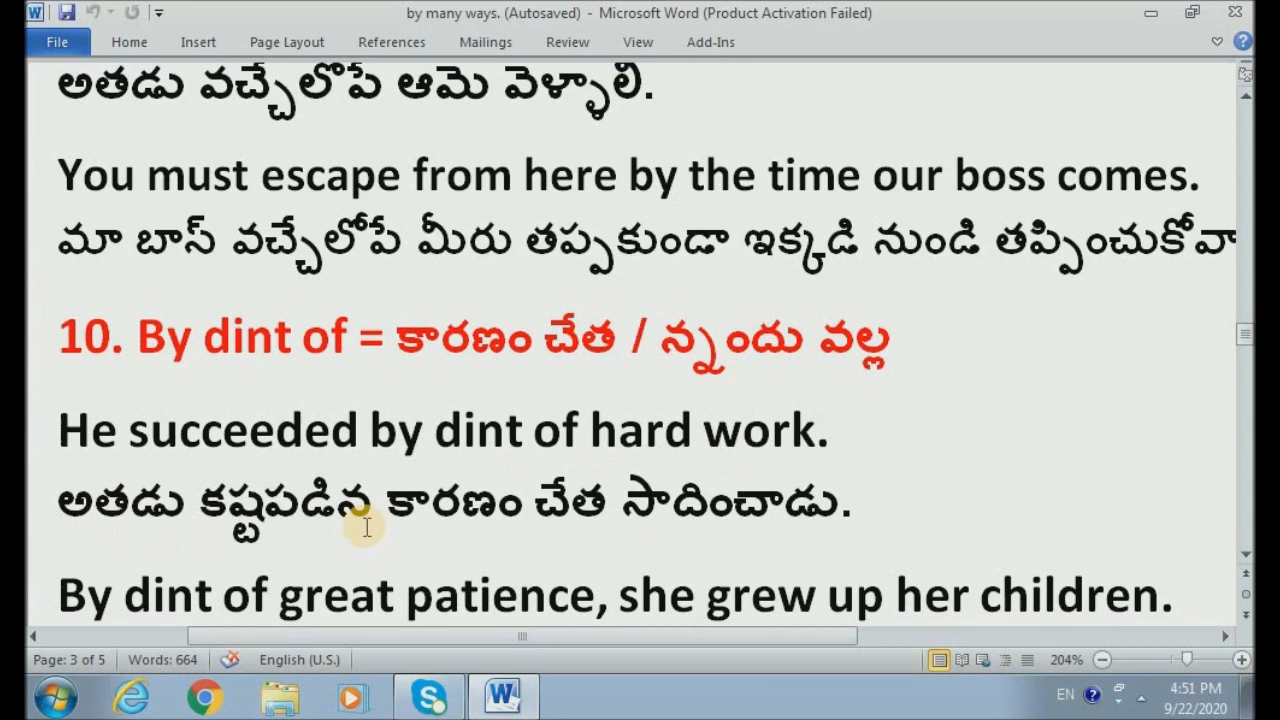 by many ways. (Autosaved) - Microsoft Word (Product Activation Failed)
File Home Insert Page Layout References Mailings Review View Add-Ins
అతడు వచ్చేలోపే ఆమె వెళ్ళాలి.
You must escape from here by the time our boss comes.
మా బాస్ వచ్చేలోపే మీరు తప్పకుండా ఇక్కడి నుండి తప్పించుకోవా
10. By dint of = కారణం చేత / న్నందు వల్ల
He succeeded by dint of hard work.
అతడు కష్టపడిన కారణం చేత సాదించాడు.
By dint of great patience, she grew up her children.
Page: 3 of 5 Words: 664 English (U.S.) 204%
EN 4:51 PM
9/22/2020